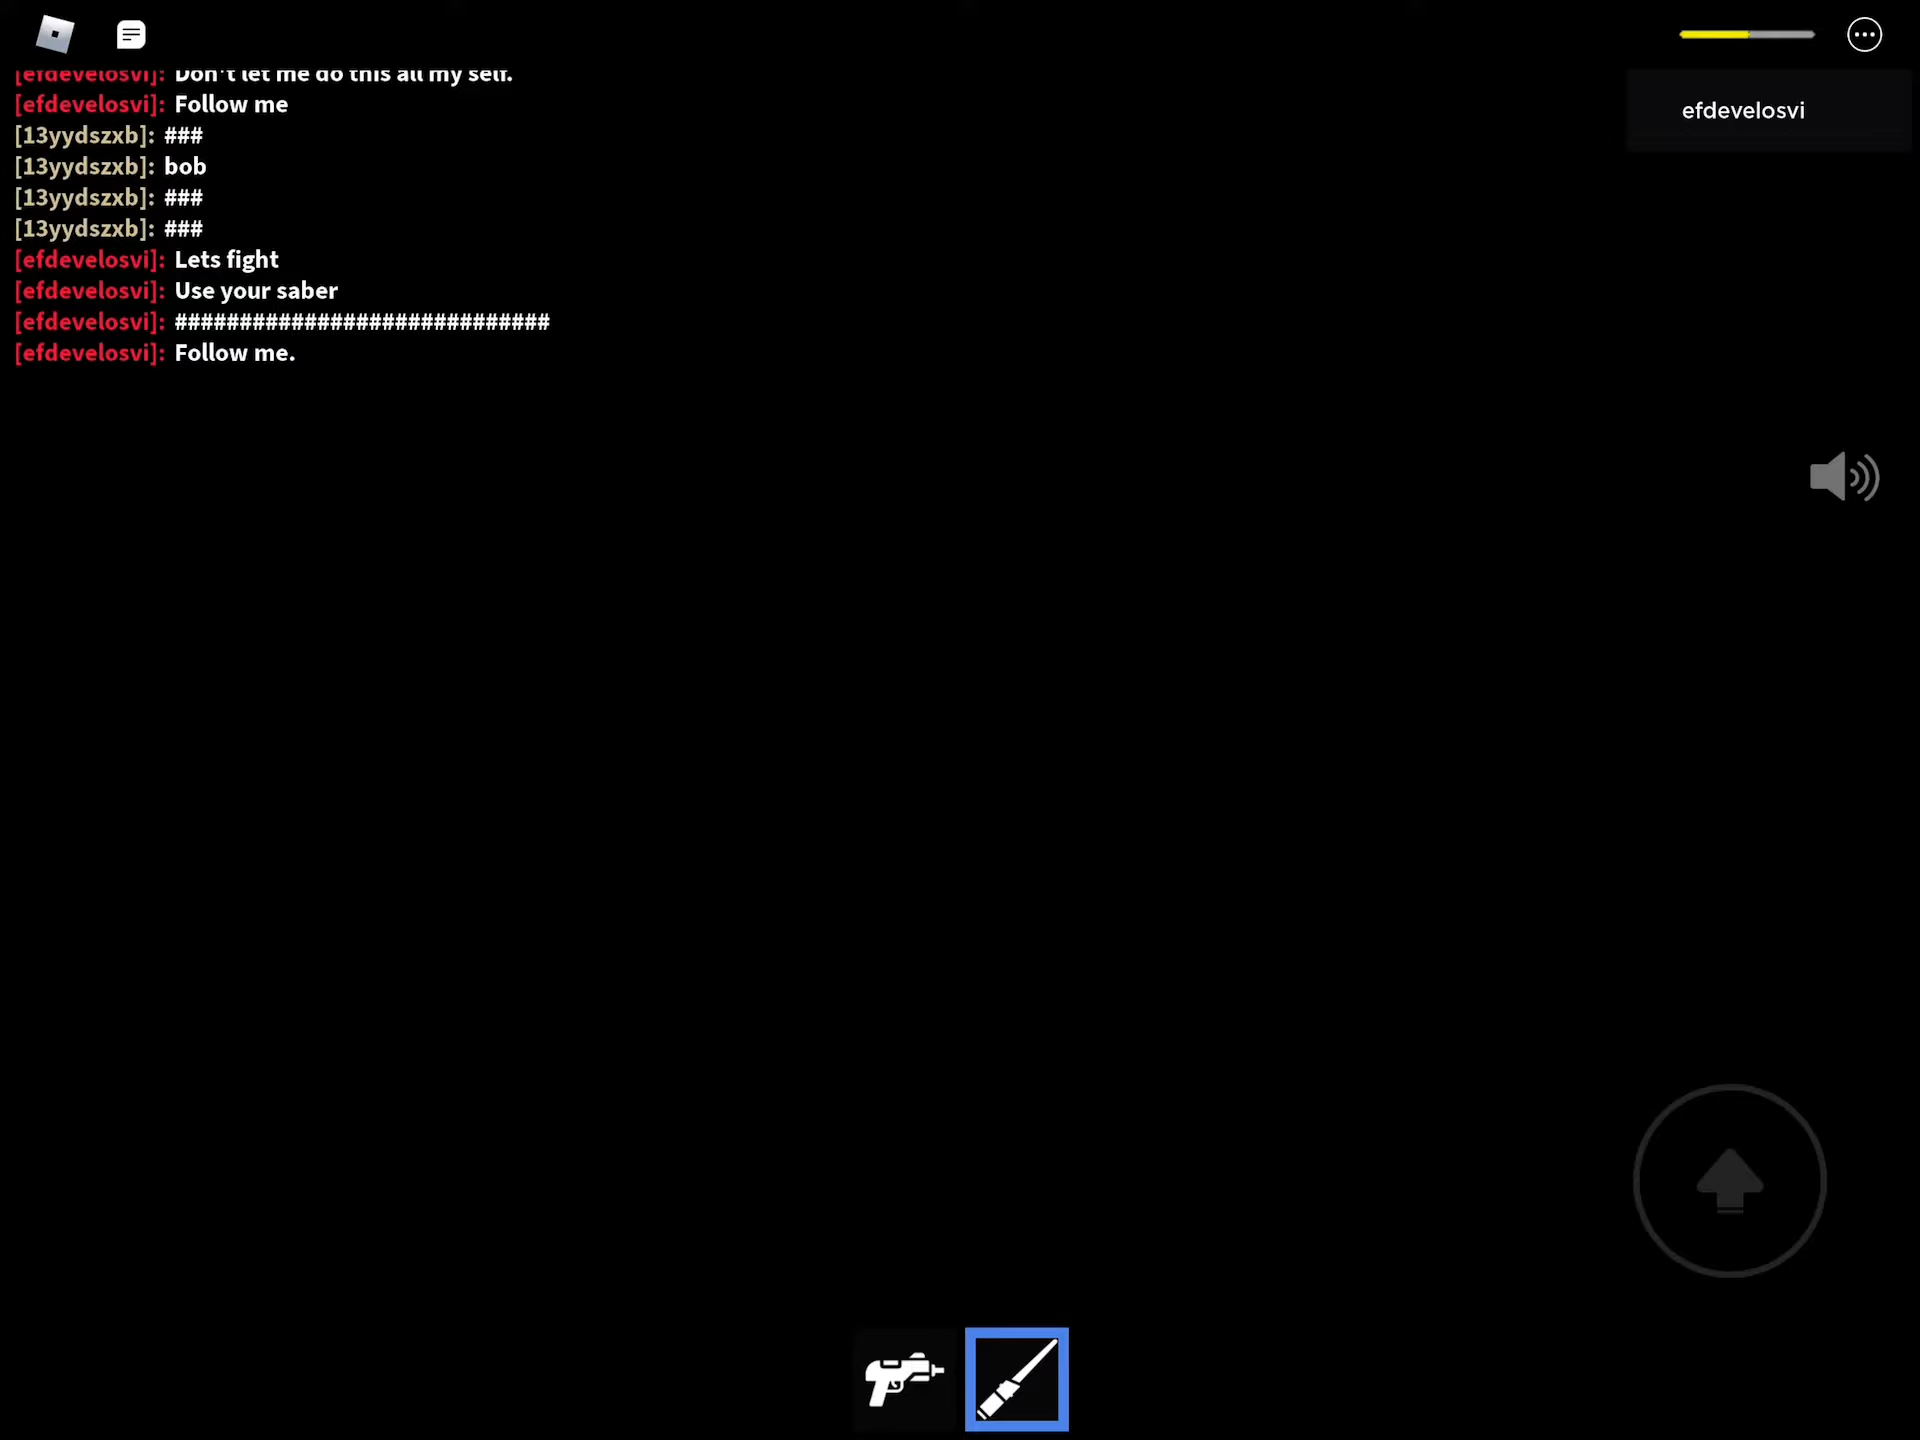 [efdevelosvi]: Don't let me do this all my self.
[efdevelosvi]: Follow me
[13yydszxb]: ###
[13yydszxb]: bob
[13yydszxb]: ###
[13yydszxb]: ###
[efdevelosvi]: Lets fight
[efdevelosvi]: Use your saber
[efdevelosvi]: #############################
[efdevelosvi]: Follow me.
efdevelosvi